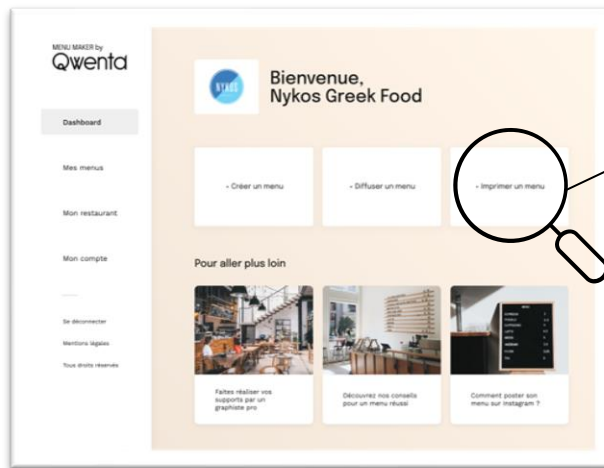 MENU MAKER by
Qwenta
Dashboard
Mes menus
Mon restaurant
Mon compte
Se déconnecter
Mentions légales
Tous droits réservés
NYKOS
Bienvenue,
Nykos Greek Food
+ Créer un menu
+ Diffuser un menu
+ Imprimer un menu
Pour aller plus loin
Faites réaliser vos
supports par un
graphiste pro
Découvrez nos conseils
pour un menu réussi
Comment poster son
menu sur Instagram ?